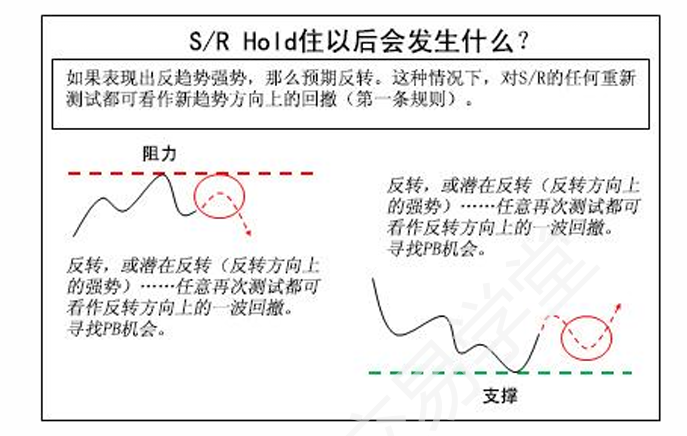 S/R Hold住以后会发生什么？
如果表现出反趋势强势，那么预期反转。这种情况下，对S/R的任何重新
测试都可看作新趋势方向上的回撤（第一条规则）。
阻力
反转，或潜在反转（反转方向上
的强势）……任意再次测试都可
看作反转方向上的一波回撤。
寻找PB机会。
反转，或潜在反转（反转方向上
的强势）……任意再次测试都可
看作反转方向上的一波回撤。
寻找PB机会。
支撑
易学堂